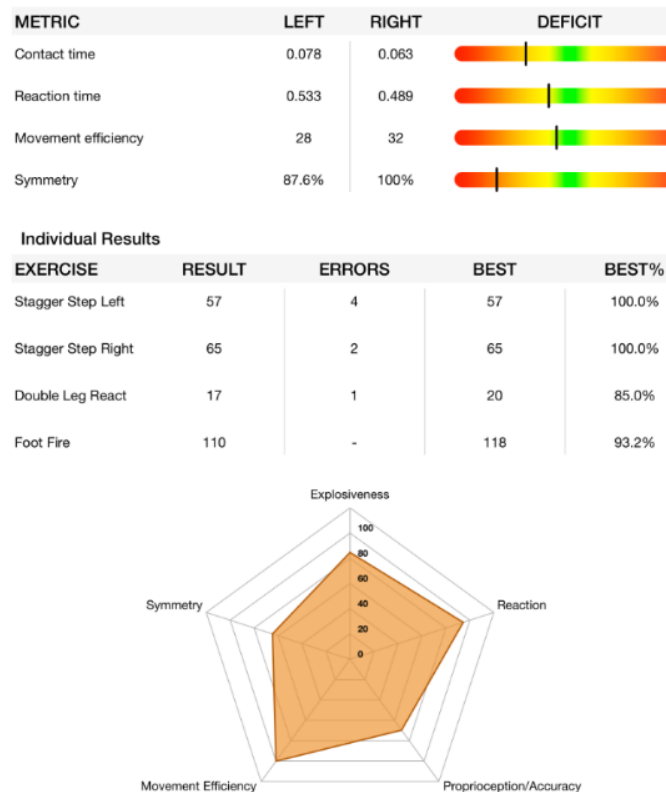 METRIC LEFT RIGHT DEFICIT
Contact time 0.078 0.063
Reaction time 0.533 0.489
Movement efficiency 28 32
Symmetry 87.6% 100%
Individual Results
EXERCISE RESULT ERRORS BEST BEST%
Stagger Step Left 57 4 57 100.0%
Stagger Step Right 65 2 65 100.0%
Double Leg React 17 1 20 85.0%
Foot Fire 110 - 118 93.2%
Explosiveness
100
80
Symmetry
60
Reaction
40
20
0
Movement Efficiency
Proprioception/Accuracy